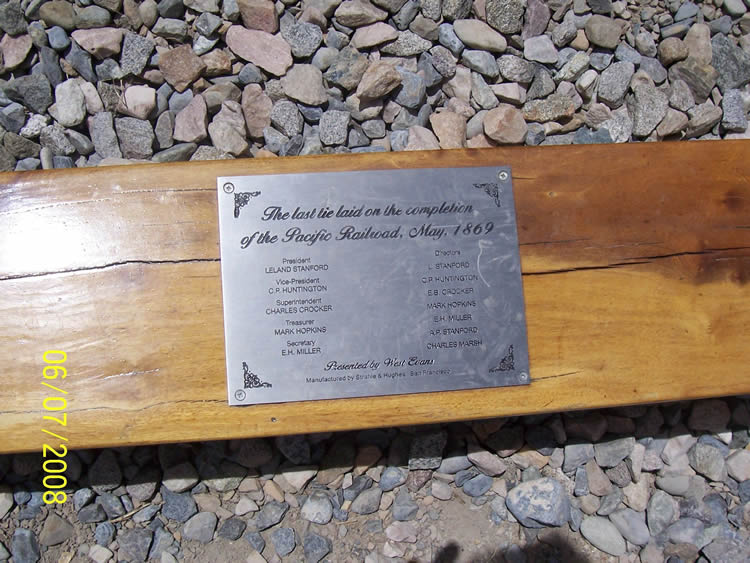 The last tie laid on the completion
of the Pacific Railroad, May, 1869
President
LELAND STANFORD
Vice-President
C.P. HUNTINGTON
Superintendent
CHARLES CROCKER
Treasurer
MARK HOPKINS
Secretary
E.H. MILLER
Directors
L. STANFORD
C.P. HUNTINGTON
E.B. CROCKER
MARK HOPKINS
E.H. MILLER
A.P. STANFORD
CHARLES MARSH
Presented by West Evans
Manufactured by Strahle & Hughes San Francisco
06/07/2008